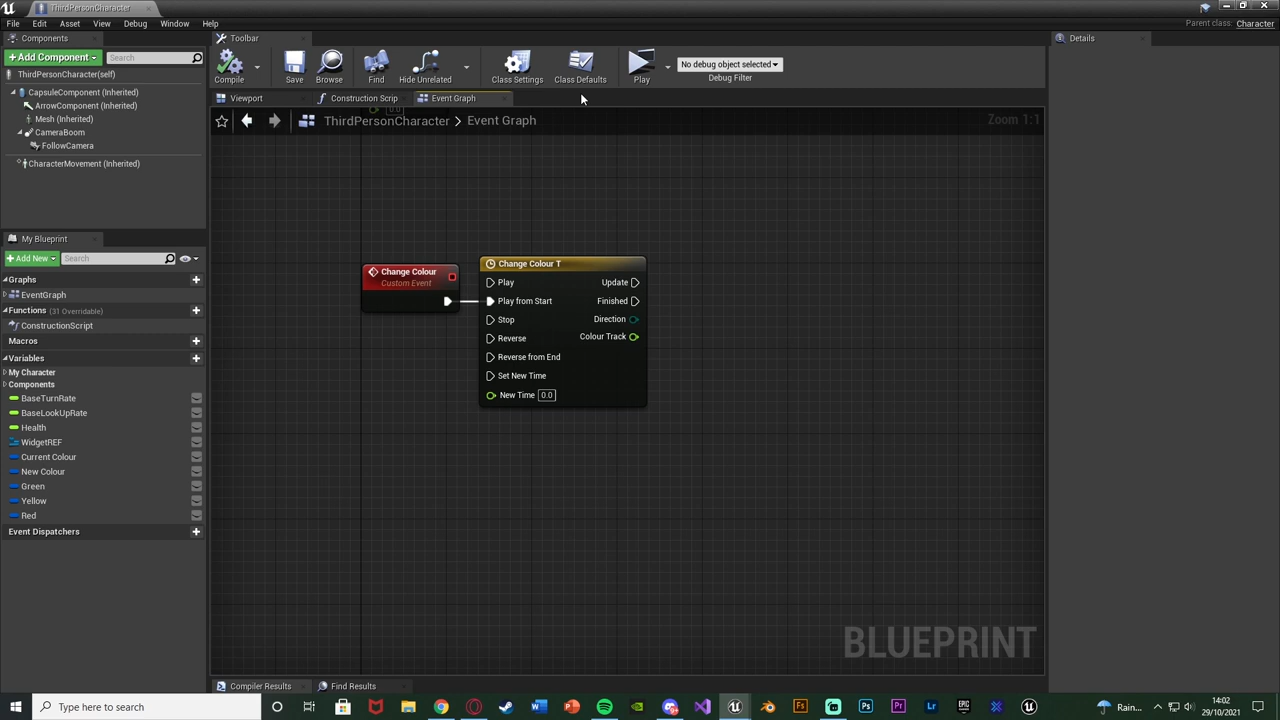 ThirdPersonCharacter
File Edit Asset View Debug Window Help
Parent class: Character
Components
Toolbar
Details
+Add Component
Search
Compile
Save
Browse
Find
Hide Unrelated
Class Settings
Class Defaults
Play
No debug object selected
Debug Filter
ThirdPersonCharacter(self)
CapsuleComponent (Inherited)
ArrowComponent (Inherited)
Mesh (Inherited)
CameraBoom
FollowCamera
CharacterMovement (Inherited)
Viewport
Construction Scrip
Event Graph
0.0
ThirdPersonCharacter > Event Graph
Zoom 1:1
My Blueprint
+Add New
Search
Graphs
EventGraph
Functions (31 Overridable)
ConstructionScript
Macros
Variables
My Character
Components
BaseTurnRate
BaseLookUpRate
Health
WidgetREF
Current Colour
New Colour
Green
Yellow
Red
Event Dispatchers
Change Colour
Custom Event
Change Colour T
Play
Update
Play from Start
Finished
Stop
Direction
Reverse
Colour Track
Reverse from End
Set New Time
New Time 0.0
BLUEPRINT
Compiler Results
Find Results
Type here to search
Rain...
14:02
29/10/2021